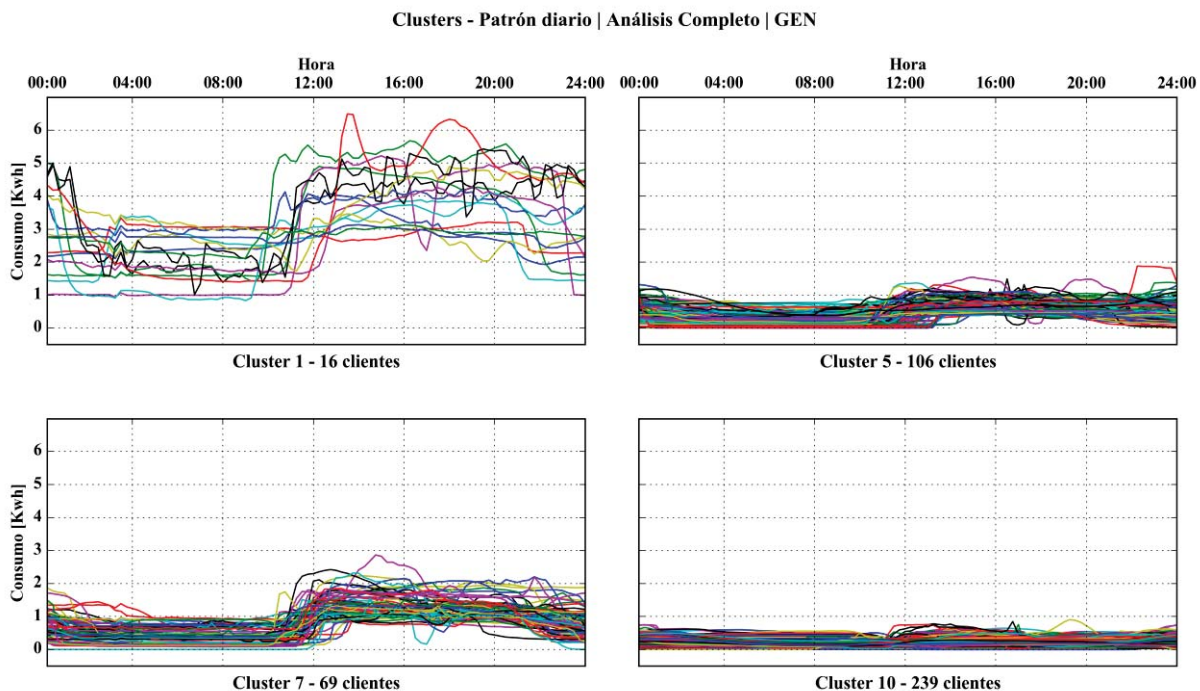 Clusters - Patrón diario | Análisis Completo | GEN
Hora
00:00 04:00 08:00 12:00 16:00 20:00 24:00
Hora
00:00 04:00 08:00 12:00 16:00 20:00 24:00
Consumo [Kwh]
6
5
4
3
2
1
0
Cluster 1 - 16 clientes
Cluster 5 - 106 clientes
Consumo [Kwh]
6
5
4
3
2
1
0
Cluster 7 - 69 clientes
Cluster 10 - 239 clientes